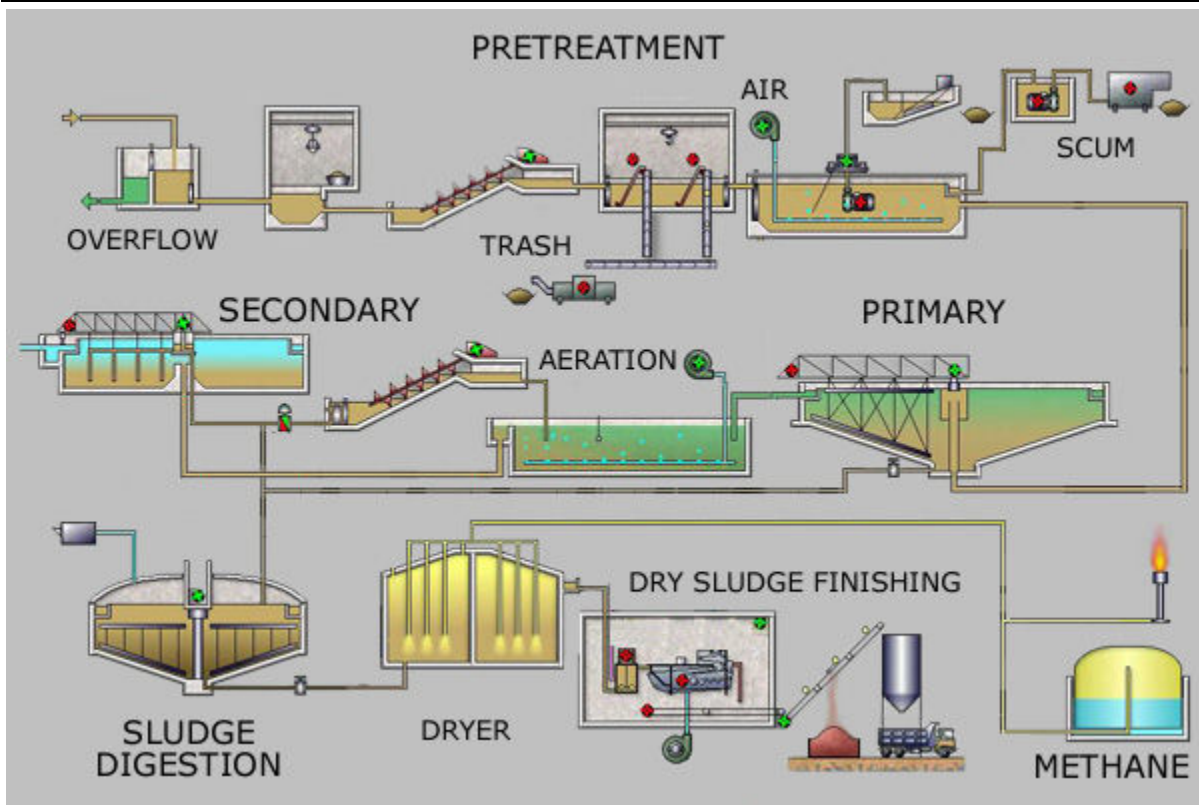 PRETREATMENT
AIR
SCUM
OVERFLOW
TRASH
SECONDARY
PRIMARY
AERATION
DRY SLUDGE FINISHING
SLUDGE
DIGESTION
DRYER
METHANE